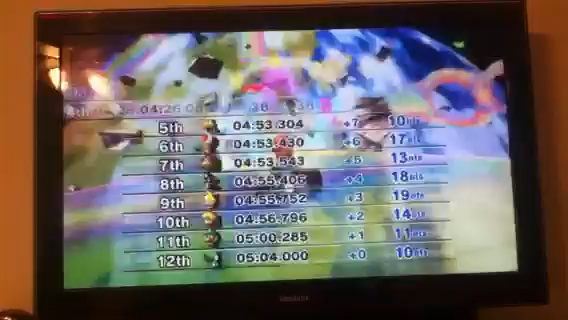 5th 04:53.304 +7 10pts
6th 04:53.430 +6 17pts
7th 04:53.543 +5 13pts
8th 04:55.406 +4 18pts
9th 04:55.752 +3 19pts
10th 04:56.796 +2 14pts
11th 05:00.285 +1 11pts
12th 05:04.000 +0 10pts
SAMSUNG